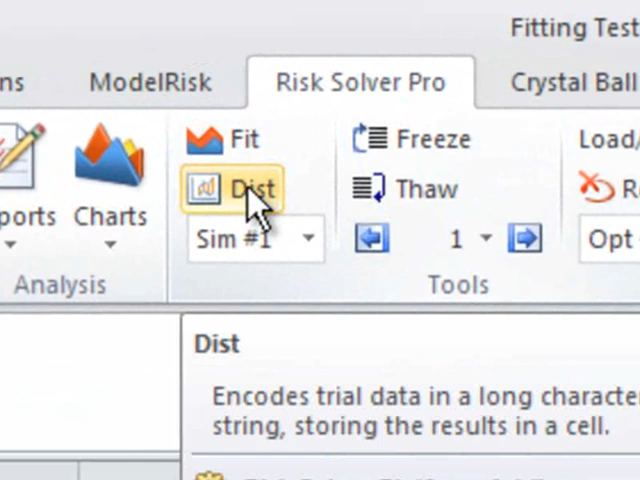 Fitting Test
ns ModelRisk Risk Solver Pro Crystal Ball
Fit Freeze Load/
Dist Thaw R
ports Charts Sim #1 1 Opt
Analysis Tools
Dist
Encodes trial data in a long character
string, storing the results in a cell.